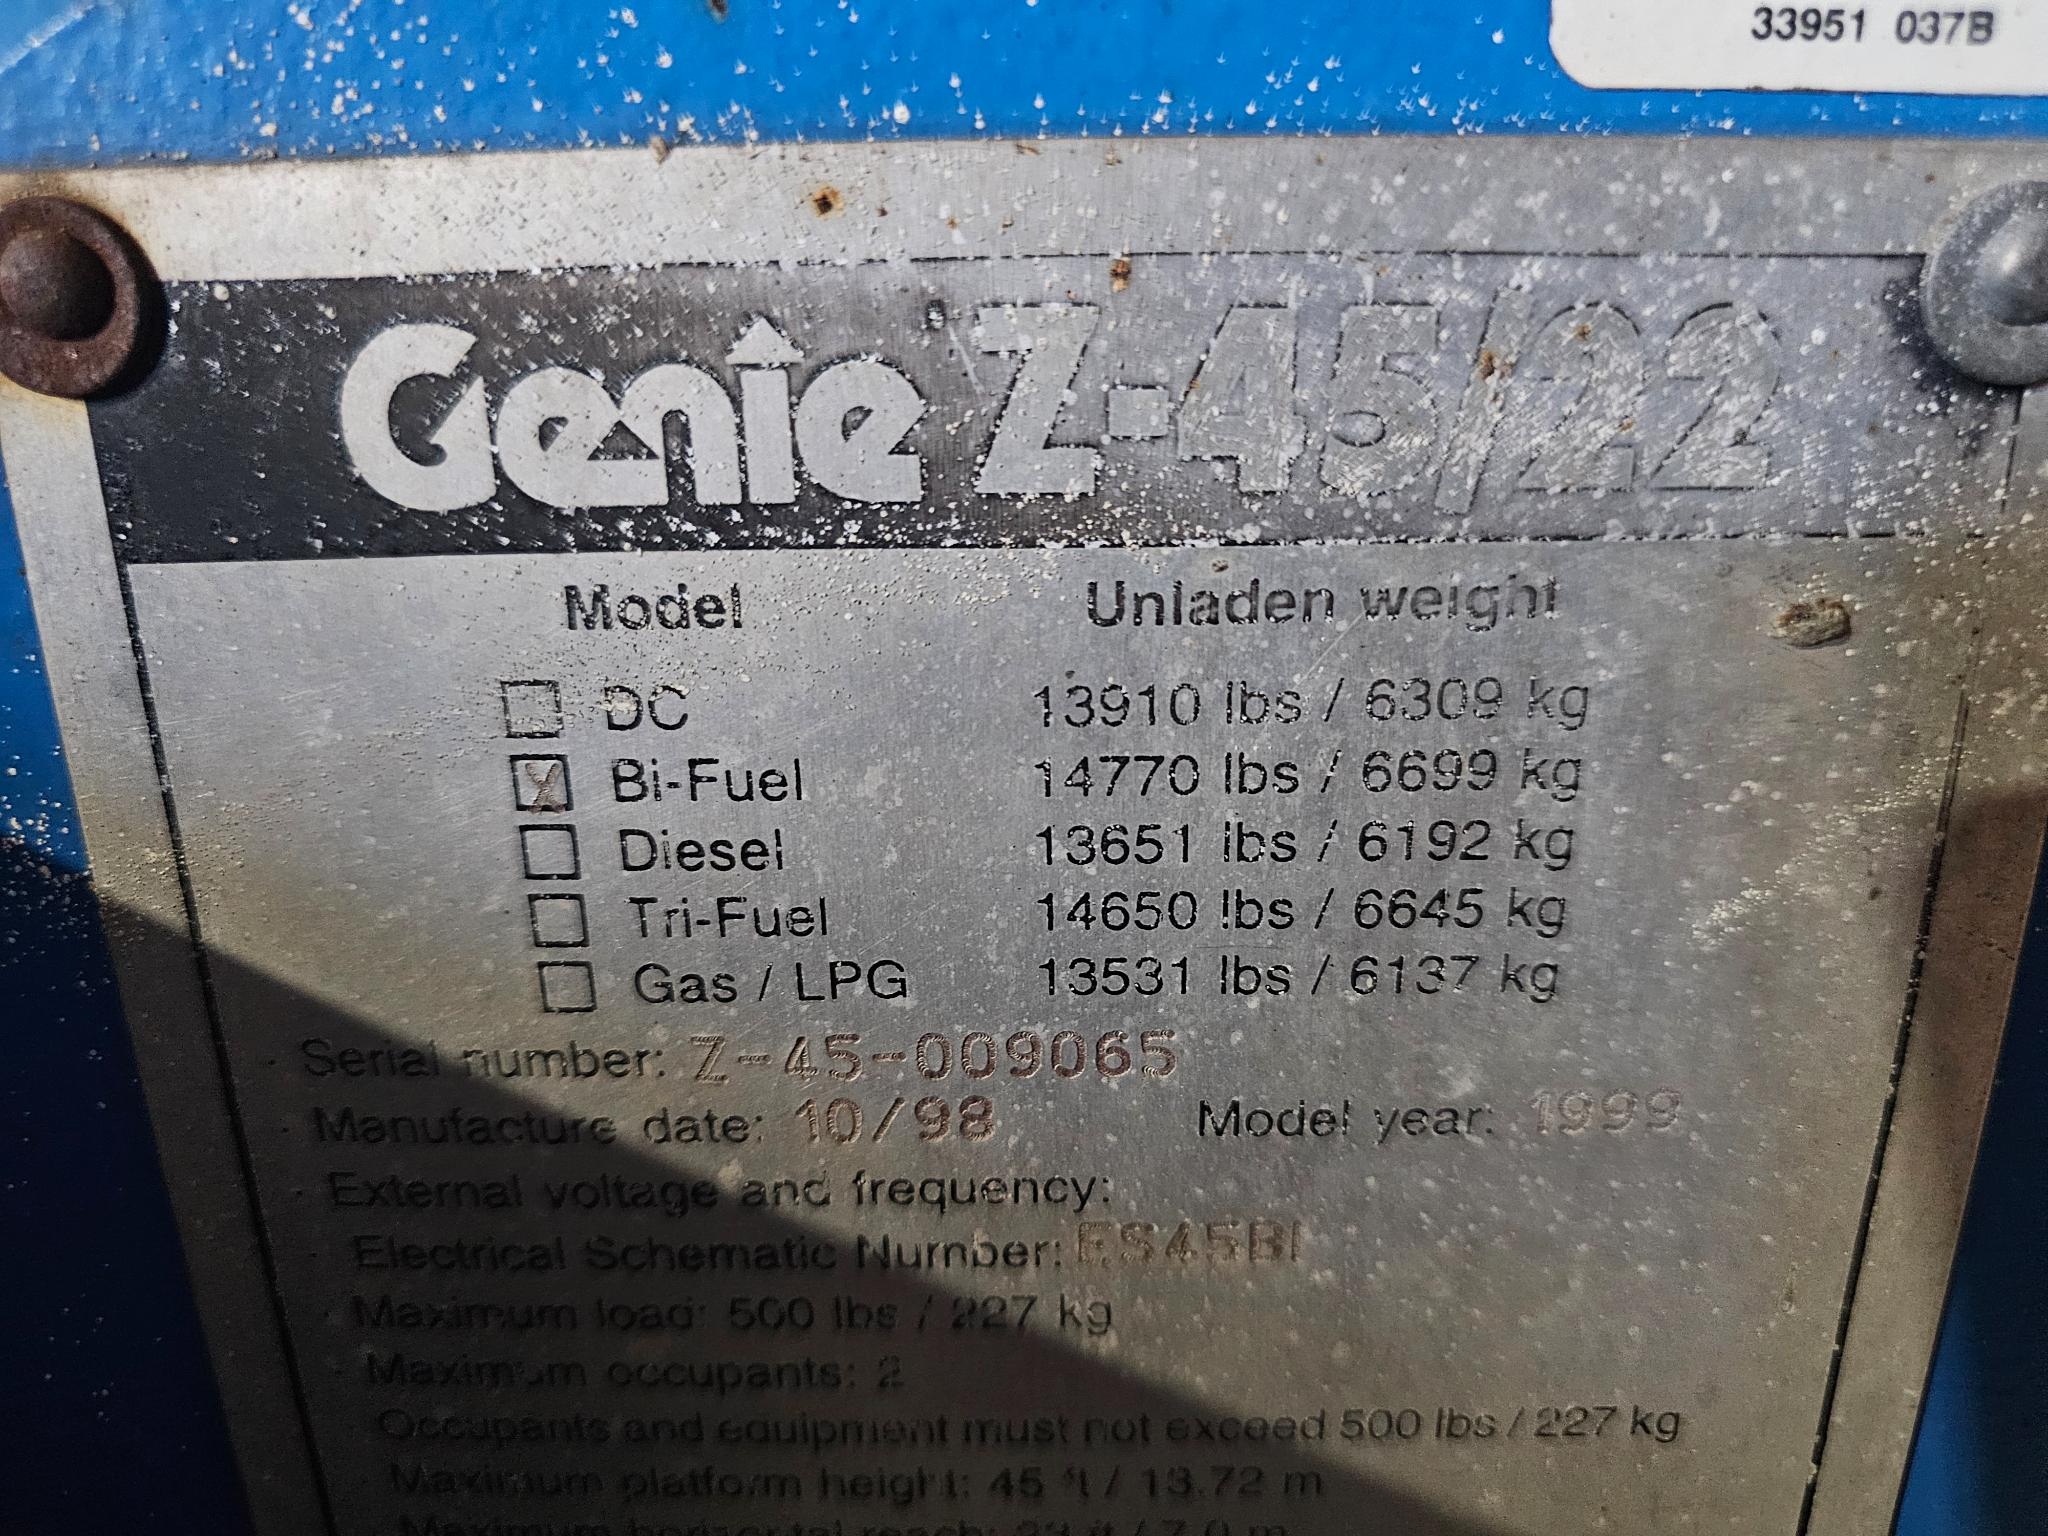 33951 037B
Genie Z-45/22
Model Unladen weight
DC 13910 lbs / 6309 kg
X Bi-Fuel 14770 lbs / 6699 kg
Diesel 13651 lbs / 6192 kg
Tri-Fuel 14650 lbs / 6645 kg
Gas / LPG 13531 lbs / 6137 kg
Serial number: Z-45-009065
Manufacture date: 10/98 Model year: 1999
External voltage and frequency:
Electrical Schematic Number: ES45BI
Maximum load: 500 lbs / 227 kg
Maximum occupants: 2
Occupants and equipment must not exceed 500 lbs / 227 kg
Maximum platform height: 45 ft / 13.72 m
Maximum horizontal reach: